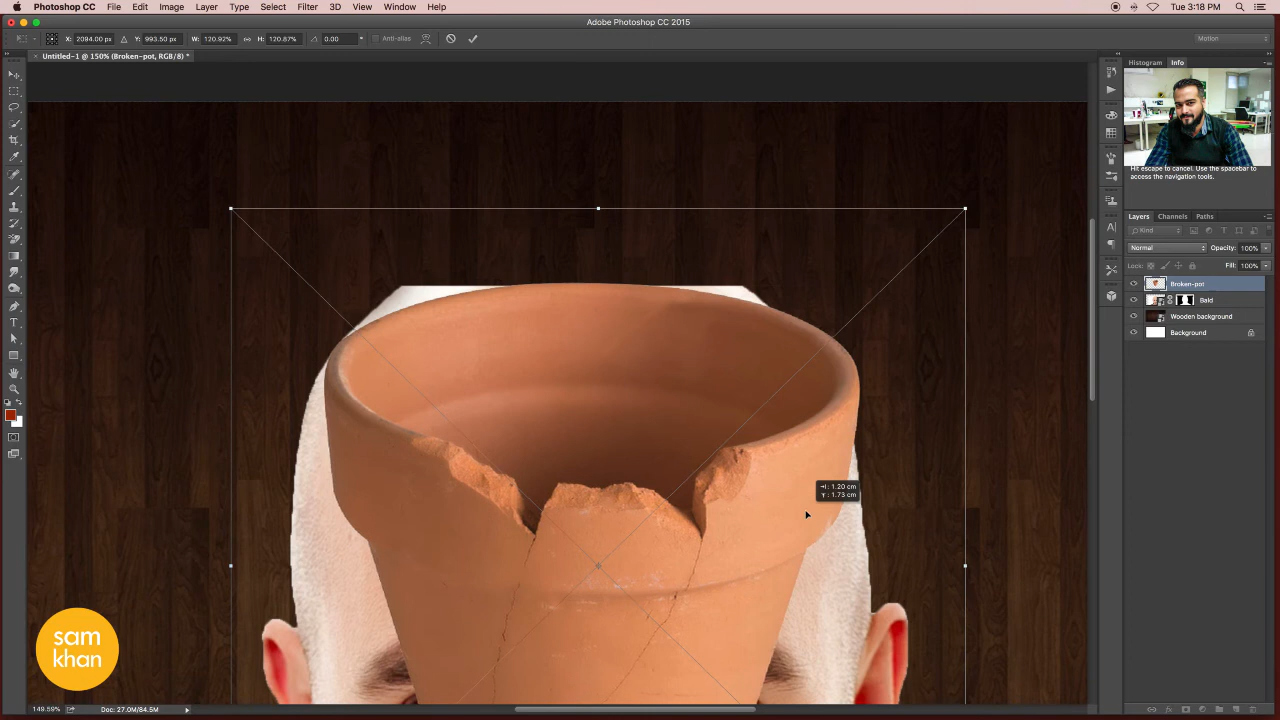 Photoshop CC File Edit Image Layer Type Select Filter 3D View Window Help Tue 3:18 PM
Adobe Photoshop CC 2015
X: 2094.00 px Y: 993.50 px W: 120.92% H: 120.87% 0.00 Anti-alias Motion
× Untitled-1 @ 150% (Broken-pot, RGB/8) *
Histogram Info
Hit escape to cancel. Use the spacebar to
access the navigation tools.
Layers Channels Paths
Kind
Normal Opacity: 100%
Lock: Fill: 100%
Broken-pot
Bald
Wooden background
Background
: 1.20 cm
: 1.73 cm
sam
khan
149.59% Doc: 27.0M/84.5M